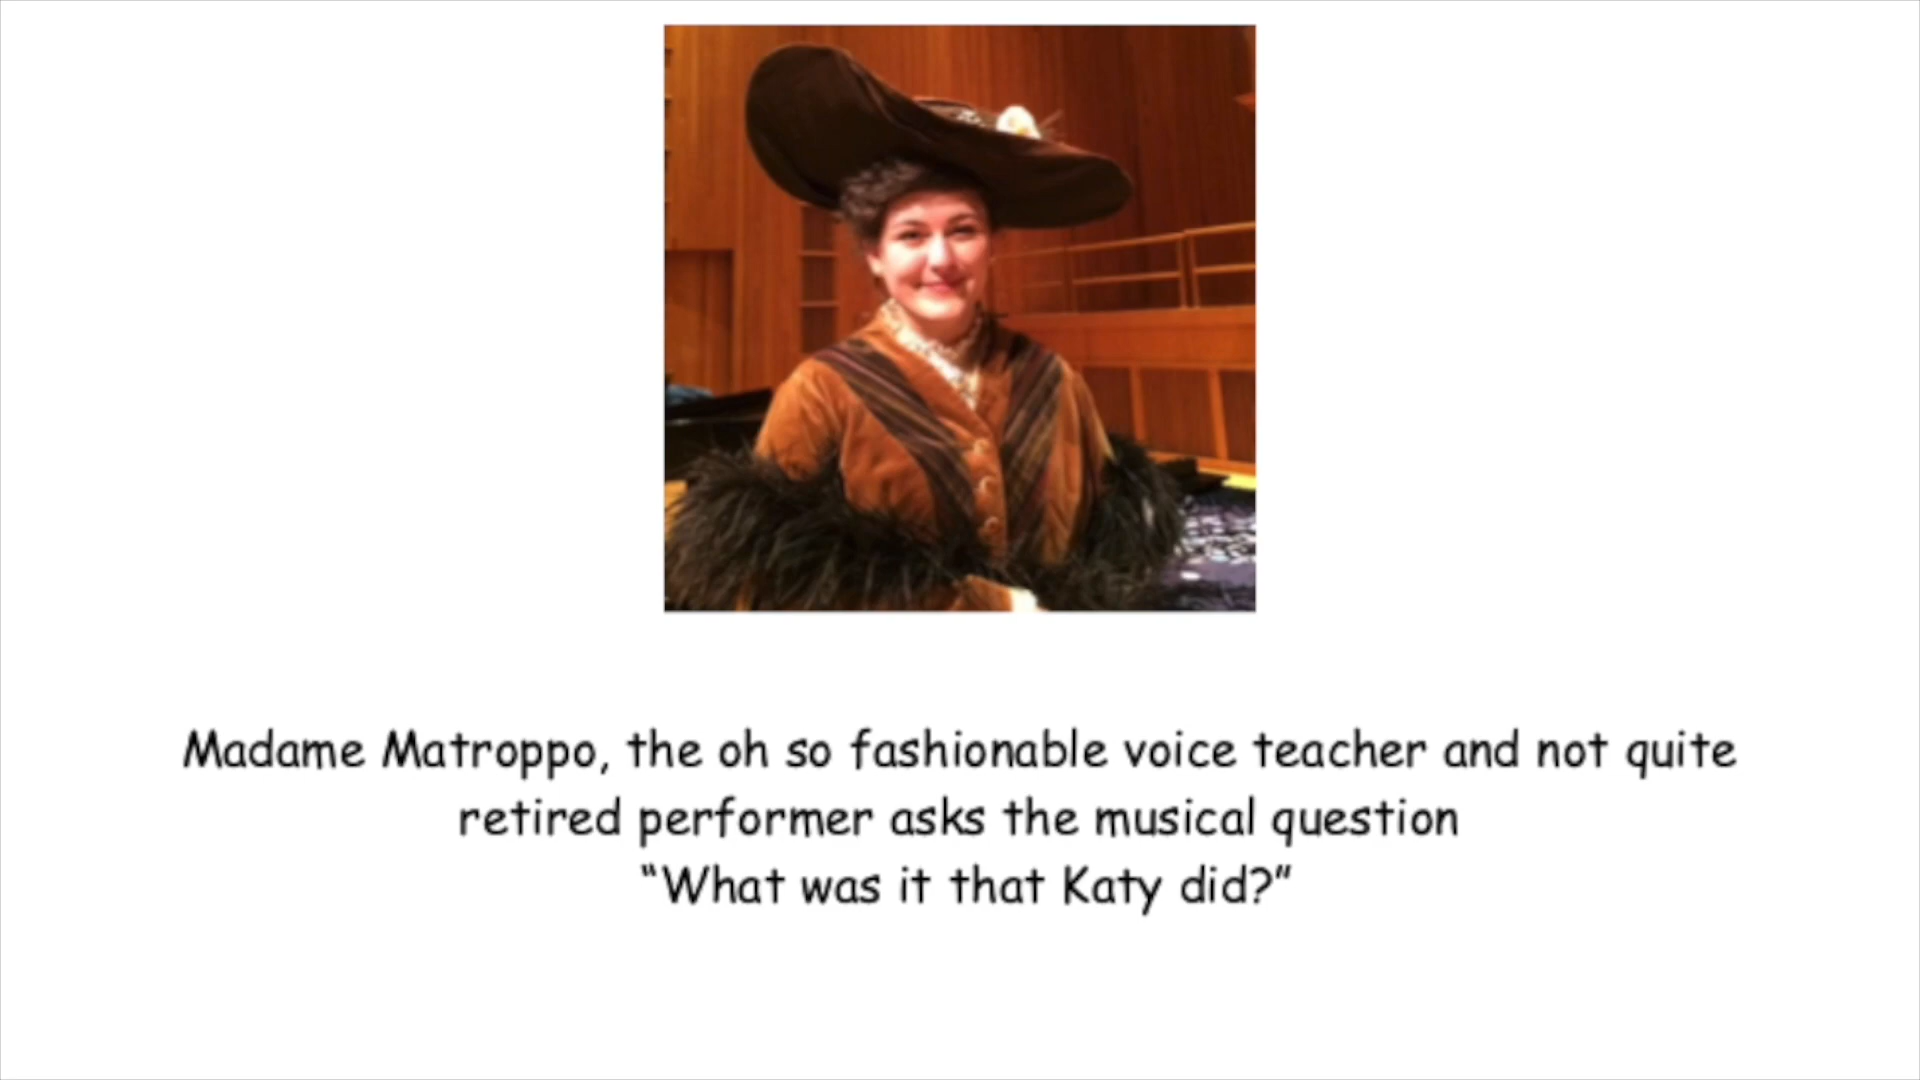 Madame Matroppo, the oh so fashionable voice teacher and not quite
retired performer asks the musical question
“What was it that Katy did?”